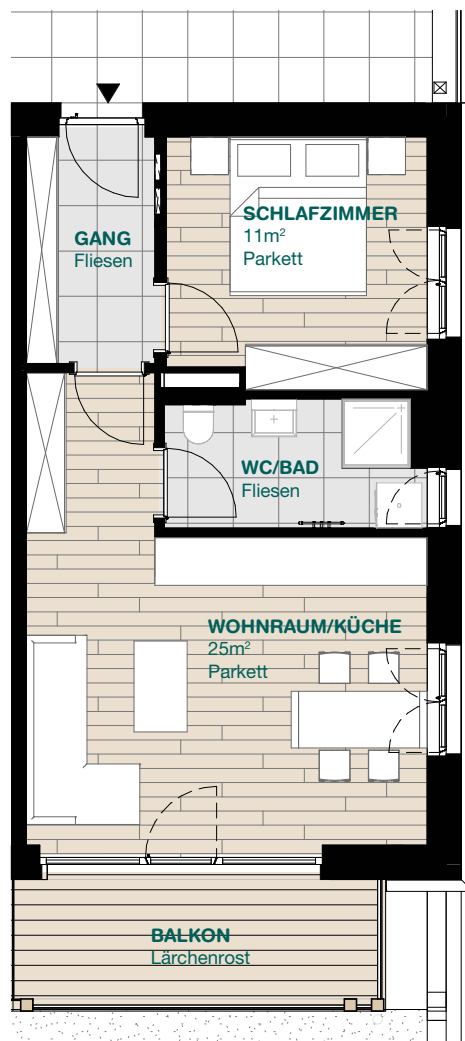 SCHLAFZIMMER
11m²
Parkett
GANG
Fliesen
WC/BAD
Fliesen
WOHNRAUM/KÜCHE
25m²
Parkett
BALKON
Lärchenrost